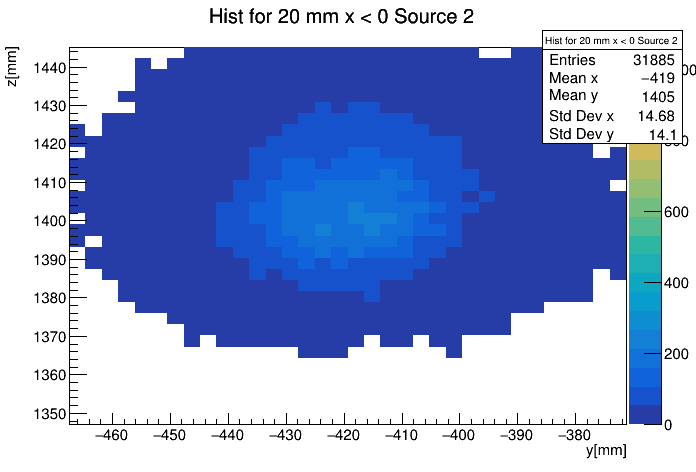 Hist for 20 mm x < 0 Source 2
z[mm]
1440
1430
1420
1410
1400
1390
1380
1370
1360
1350
−460 −450 −440 −430 −420 −410 −400 −390 −380
y[mm]
Hist for 20 mm x < 0 Source 2
Entries 31885
Mean x −419
Mean y 1405
Std Dev x 14.68
Std Dev y 14.1
600
400
200
0